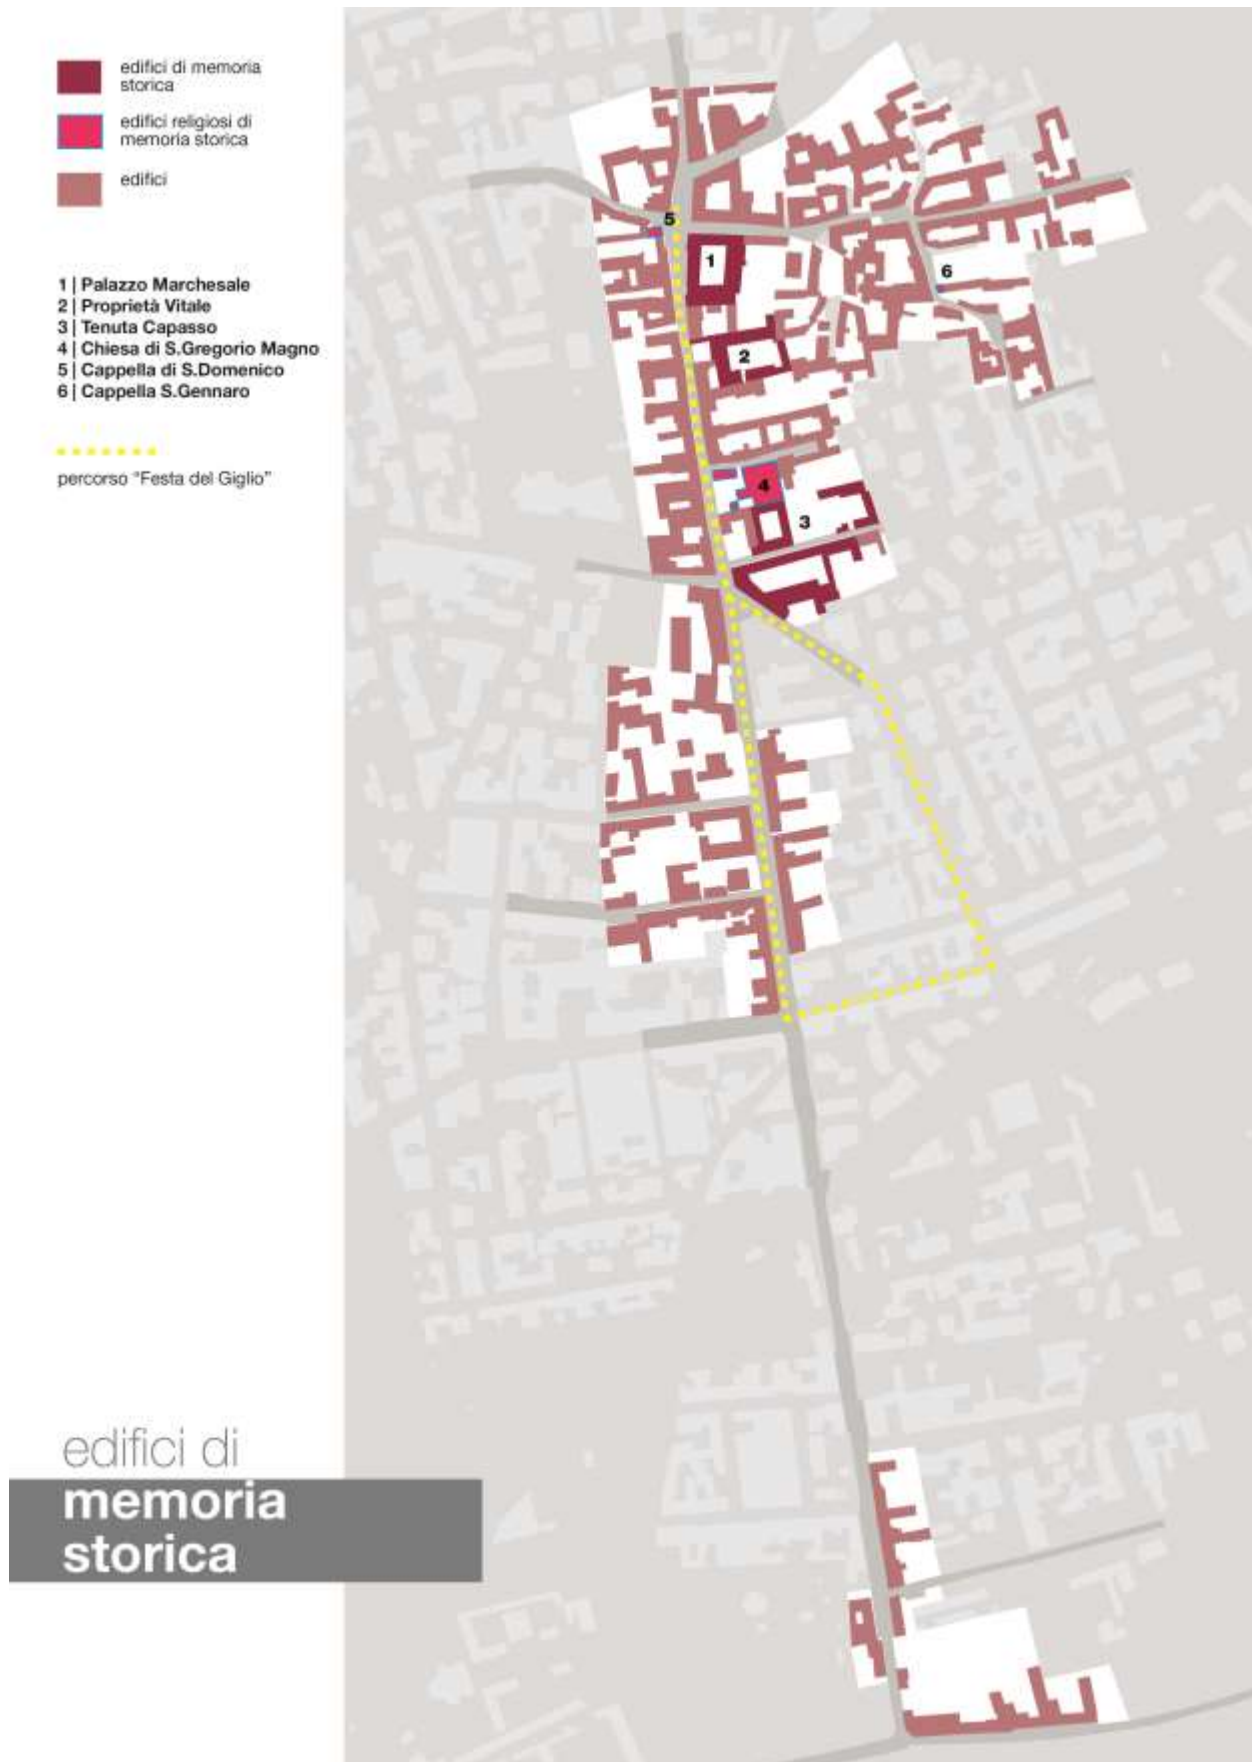 edifici di memoria
storica
edifici religiosi di
memoria storica
edifici
1 | Palazzo Marchesale
2 | Proprietà Vitale
3 | Tenuta Capasso
4 | Chiesa di S.Gregorio Magno
5 | Cappella di S.Domenico
6 | Cappella S.Gennaro
percorso “Festa del Giglio”
5
1
6
2
4
3
edifici di
memoria
storica